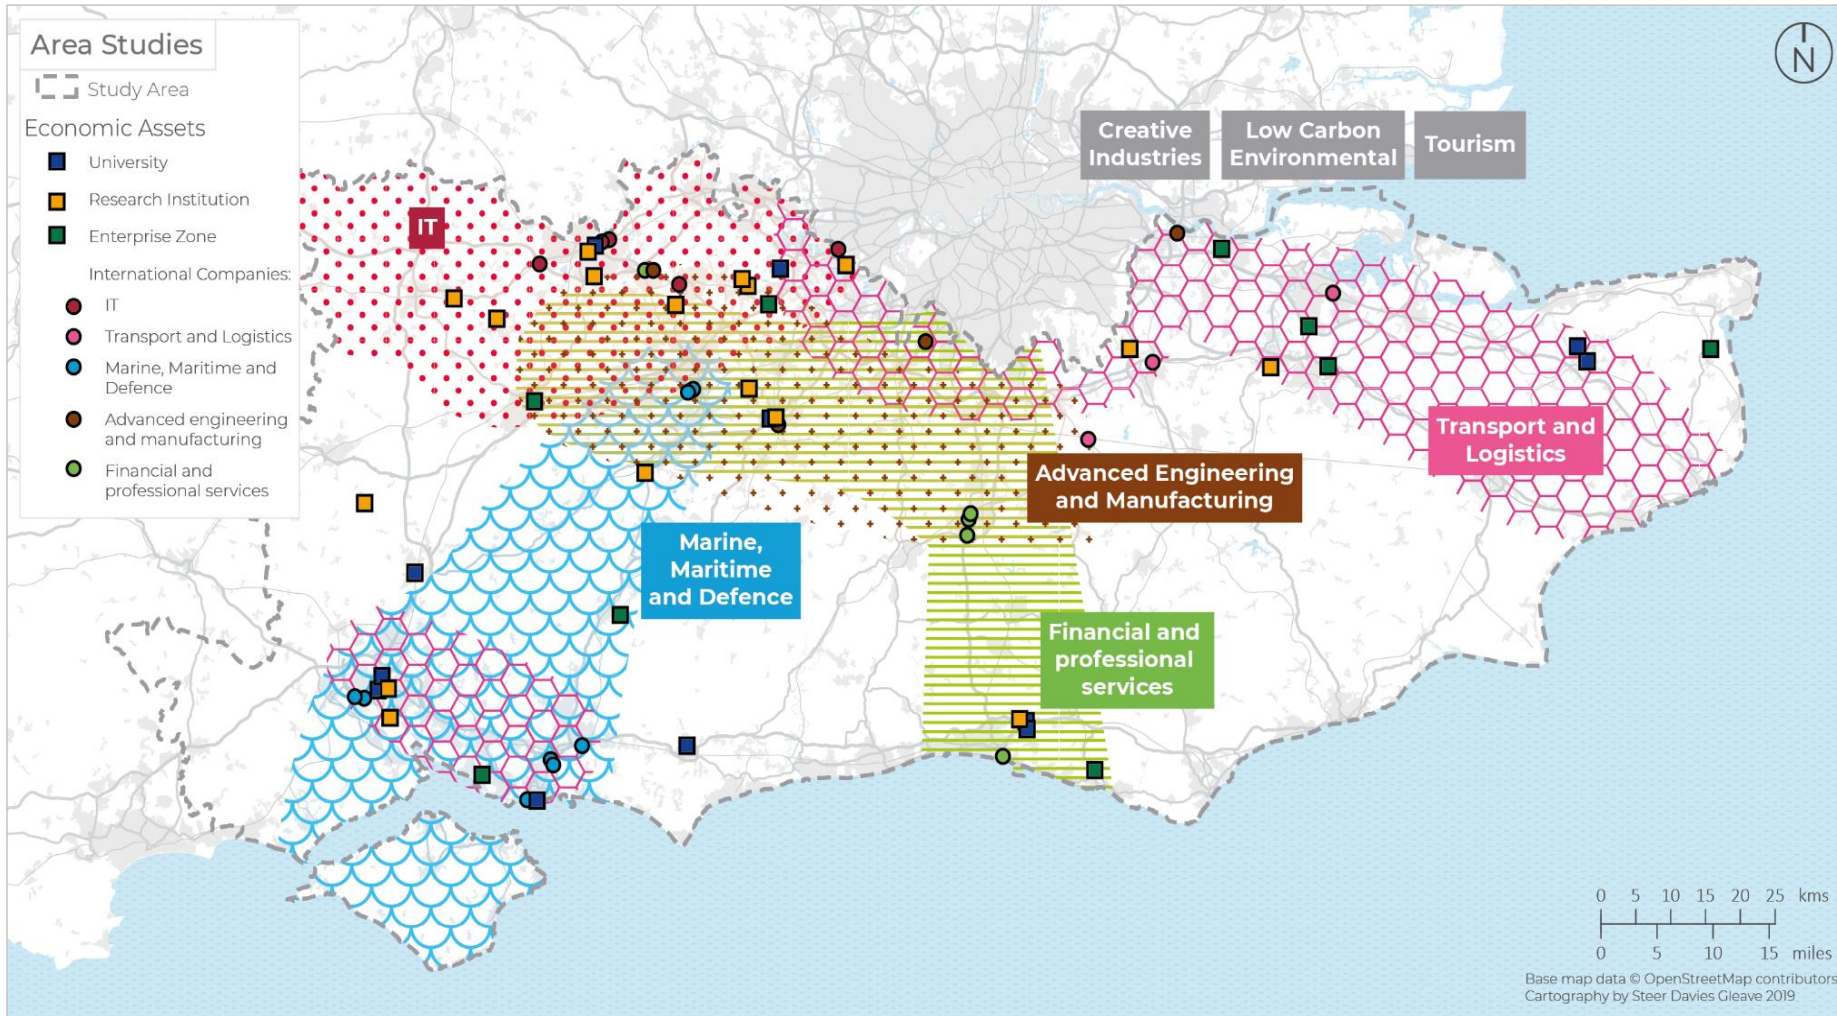 Area Studies
Study Area
Economic Assets
University
Research Institution
Enterprise Zone
International Companies:
IT
Transport and Logistics
Marine, Maritime and
Defence
Advanced engineering
and manufacturing
Financial and
professional services
N
Creative
Industries
Low Carbon
Environmental
Tourism
IT
Transport and
Logistics
Advanced Engineering
and Manufacturing
Marine,
Maritime
and Defence
Financial and
professional
services
0 5 10 15 20 25 kms
0 5 10 15 miles
Base map data © OpenStreetMap contributors
Cartography by Steer Davies Gleave 2019